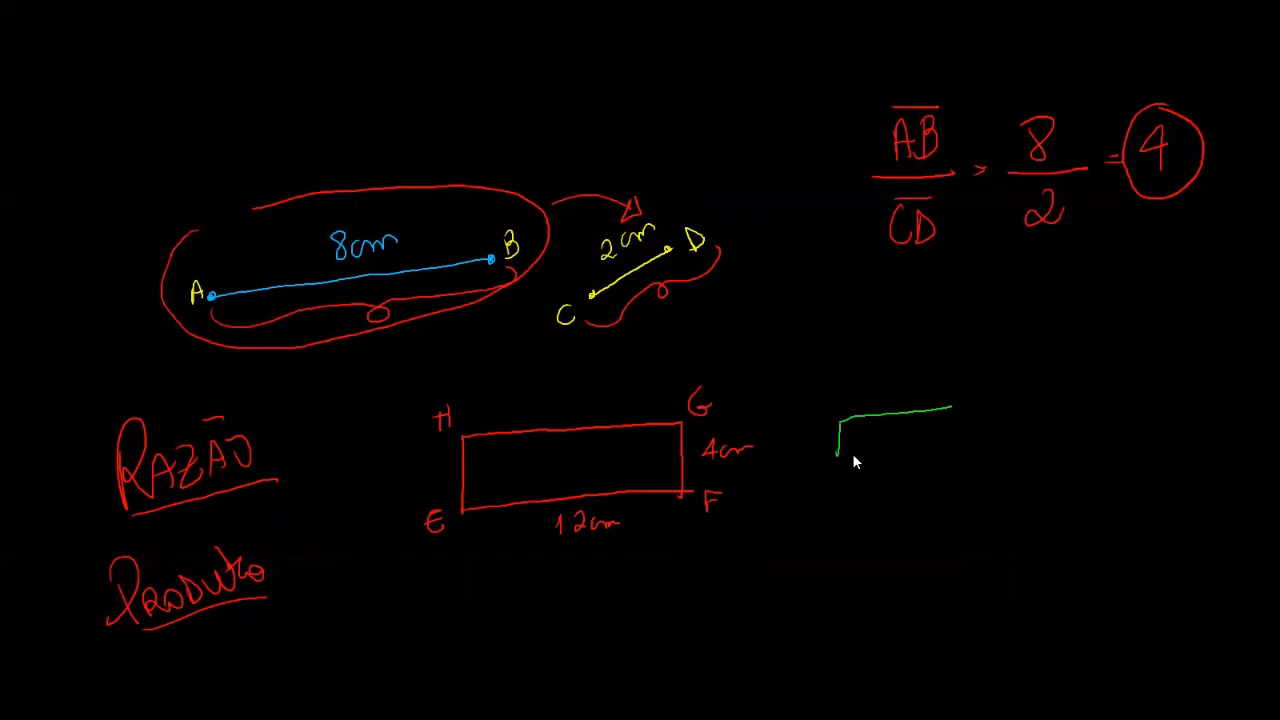 AB
8
CD
=
2
= 4
8cm
A
B
2cm
C
D
RAZÃO
PRODUTO
H
G
4cm
E
F
12cm